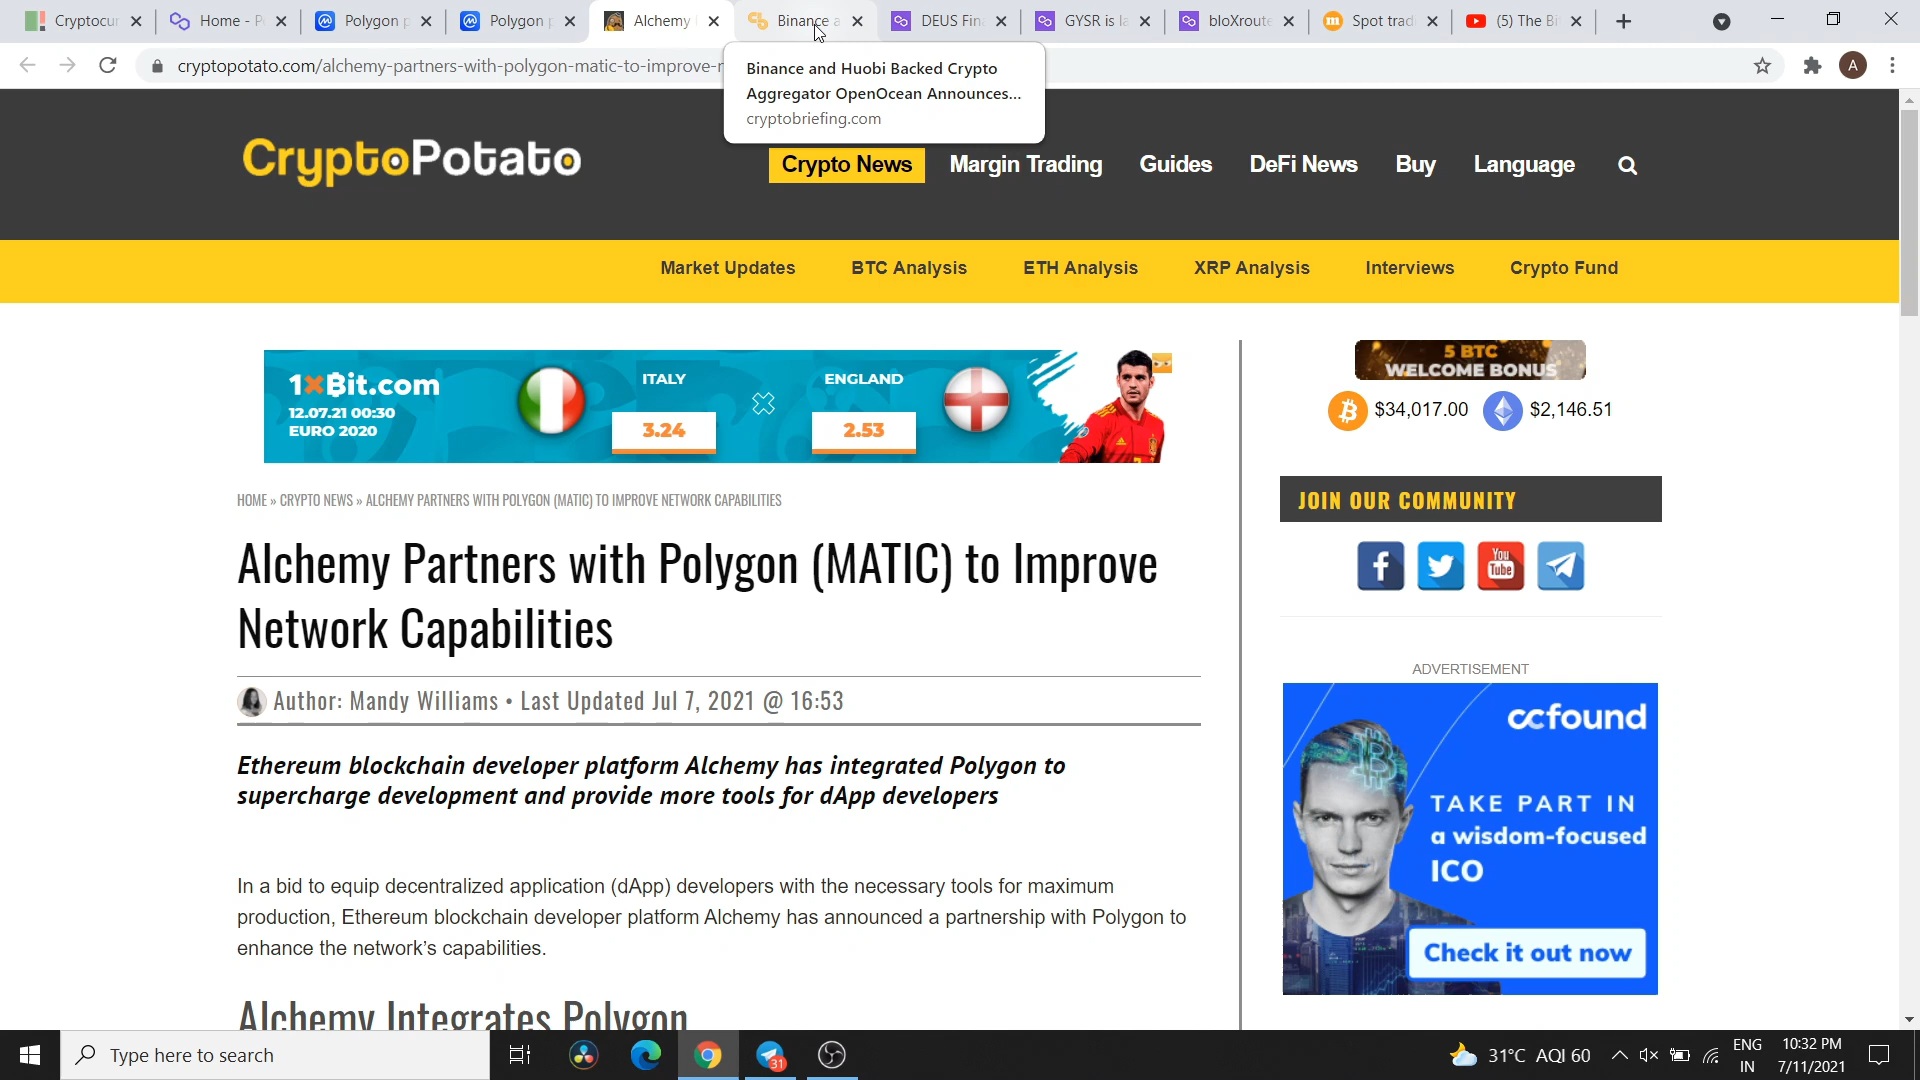 Cryptocur
Home - P
Polygon p
Polygon p
Alchemy
Binance a
DEUS Fin
GYSR is la
bloXroute
Spot trad
(5) The Bi
cryptopotato.com/alchemy-partners-with-polygon-matic-to-improve-r
A
Binance and Huobi Backed Crypto
Aggregator OpenOcean Announces...
cryptobriefing.com
CryptoPotato
Crypto News
Margin Trading
Guides
DeFi News
Buy
Language
Market Updates
BTC Analysis
ETH Analysis
XRP Analysis
Interviews
Crypto Fund
1xBit.com
12.07.21 00:30
EURO 2020
ITALY
3.24
ENGLAND
2.53
5 BTC
WELCOME BONUS
$34,017.00
$2,146.51
HOME » CRYPTO NEWS » ALCHEMY PARTNERS WITH POLYGON (MATIC) TO IMPROVE NETWORK CAPABILITIES
Alchemy Partners with Polygon (MATIC) to Improve
Network Capabilities
Author: Mandy Williams • Last Updated Jul 7, 2021 @ 16:53
Ethereum blockchain developer platform Alchemy has integrated Polygon to
supercharge development and provide more tools for dApp developers
In a bid to equip decentralized application (dApp) developers with the necessary tools for maximum
production, Ethereum blockchain developer platform Alchemy has announced a partnership with Polygon to
enhance the network’s capabilities.
Alchemy Integrates Polygon
JOIN OUR COMMUNITY
You
Tube
ADVERTISEMENT
ccfound
TAKE PART IN
a wisdom-focused
ICO
Check it out now
Type here to search
31
31°C AQI 60
ENG
IN
10:32 PM
7/11/2021